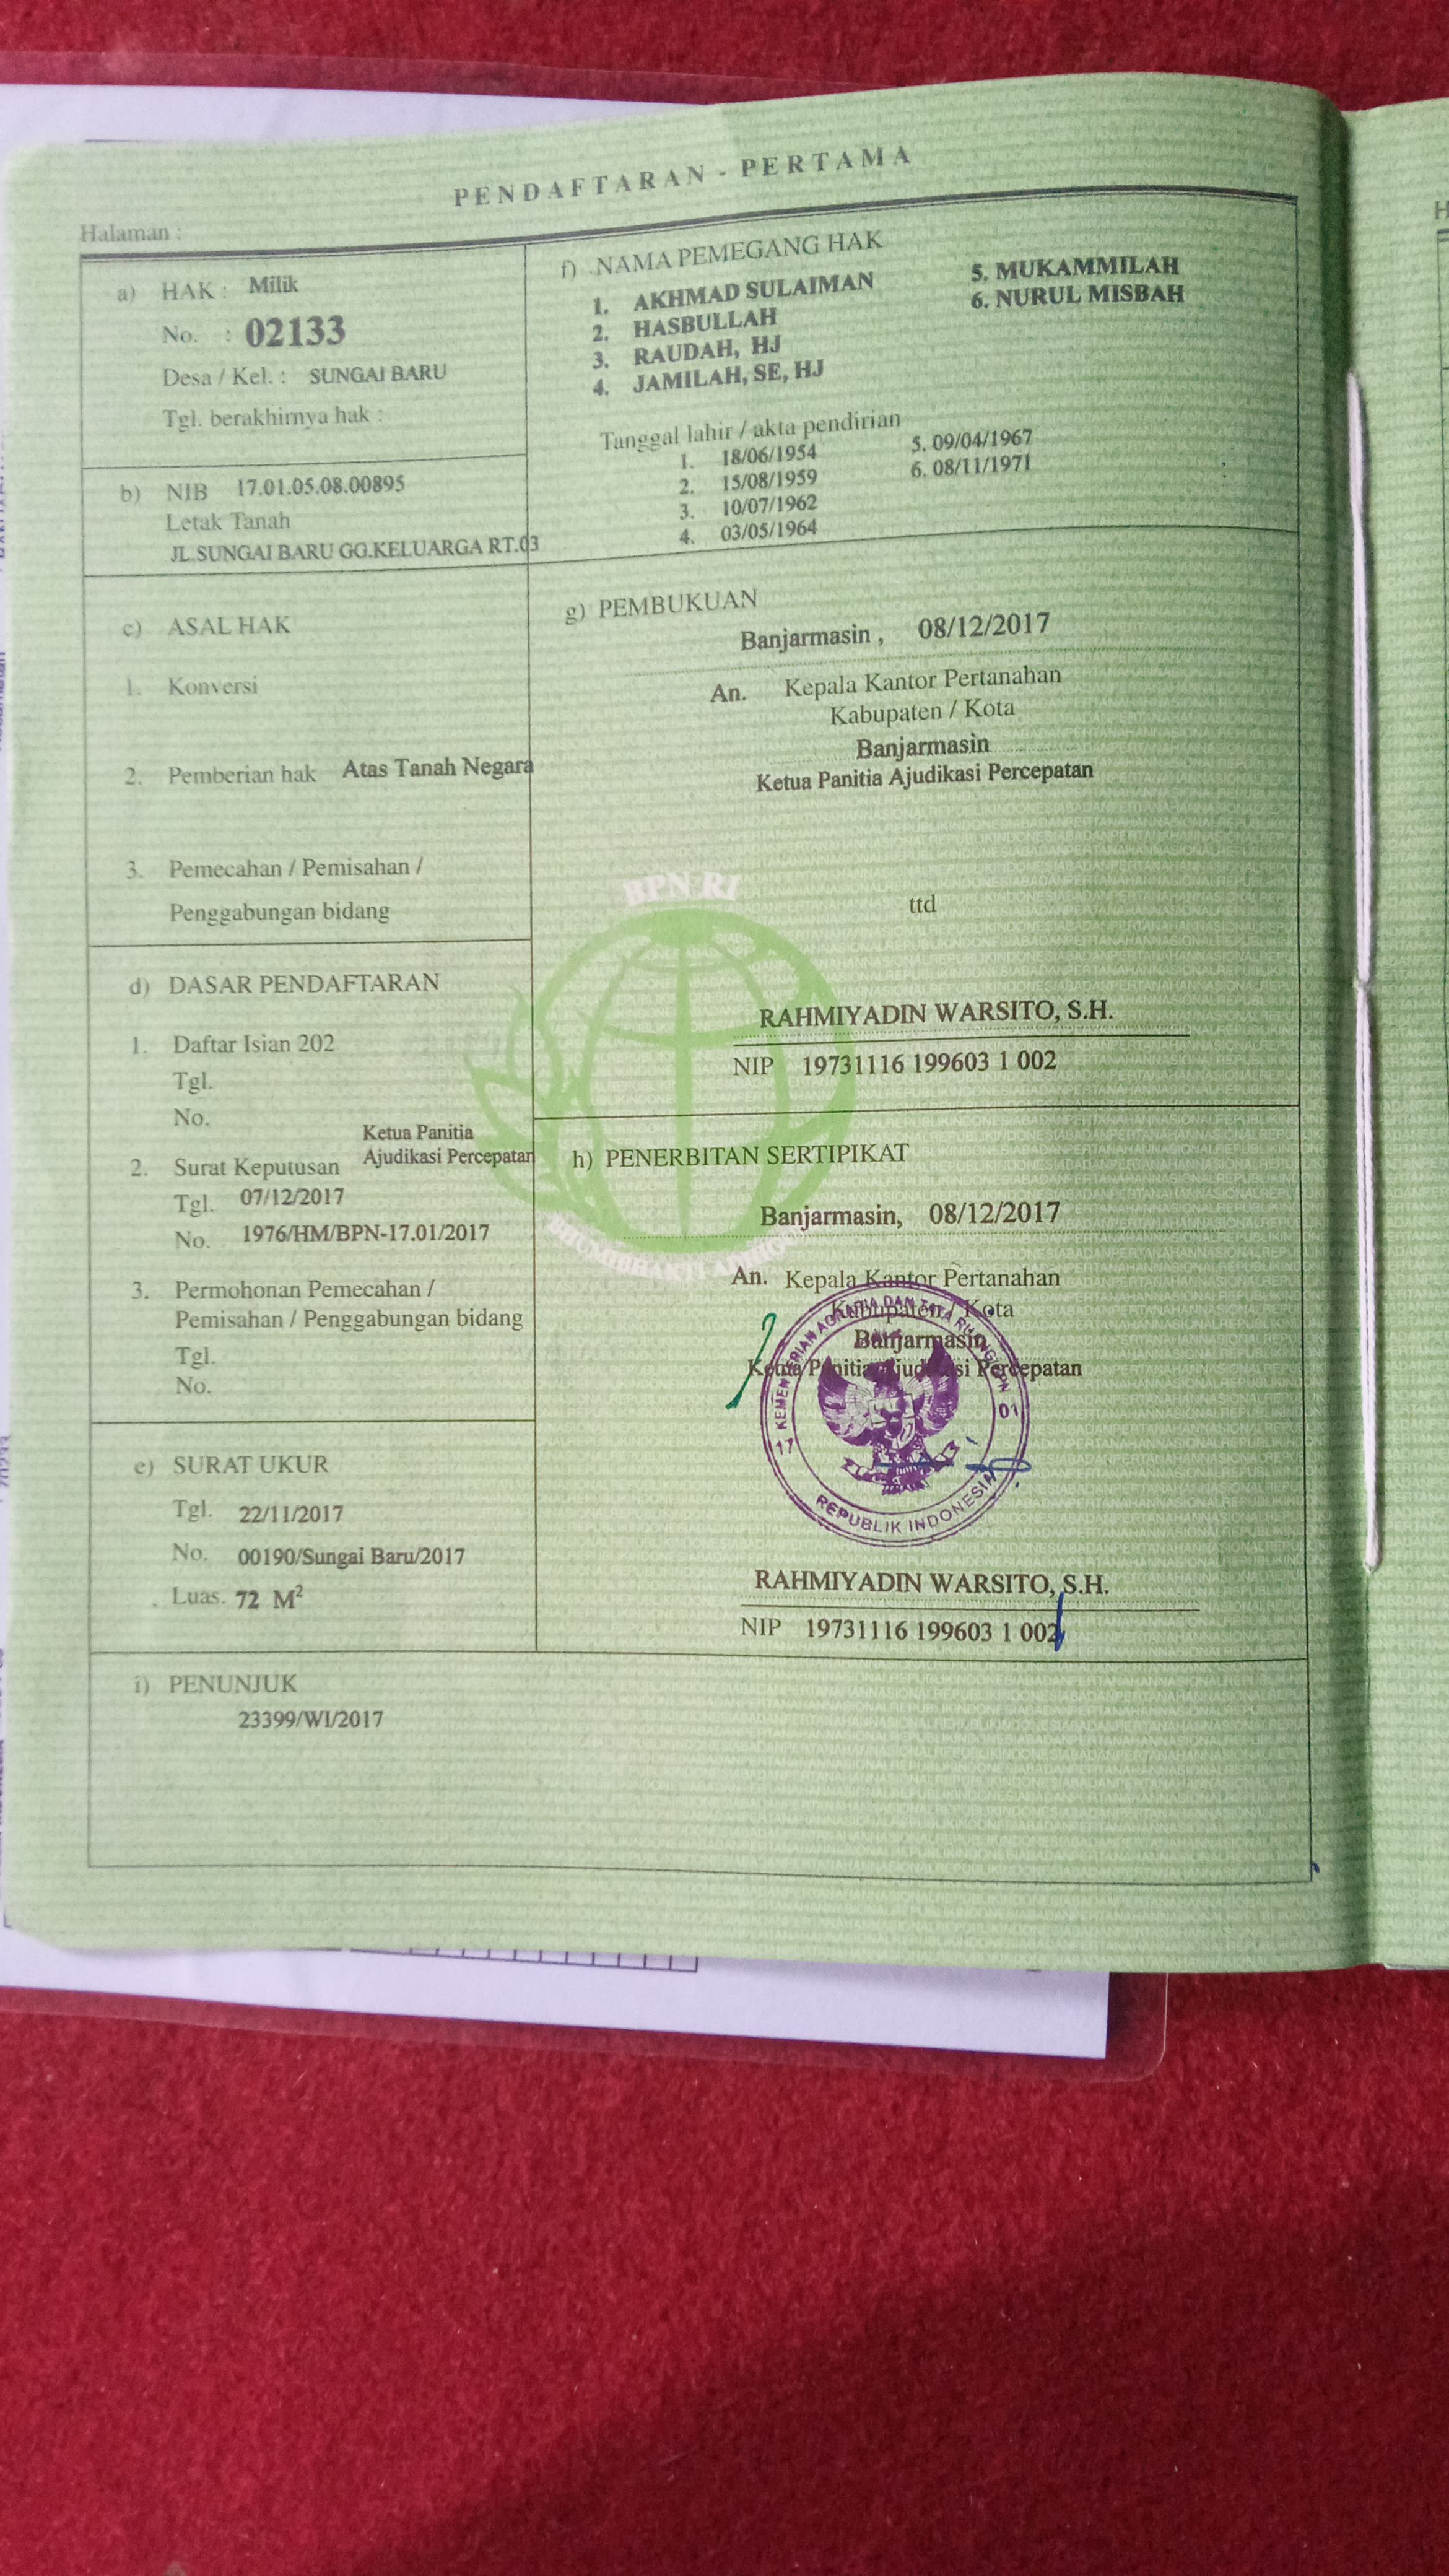 PENDAFTARAN - PERTAMA
Halaman :
a) HAK : Milik
No. : 02133
Desa / Kel. : SUNGAI BARU
Tgl. berakhirnya hak :
b) NIB 17.01.05.08.00895
Letak Tanah
JL.SUNGAI BARU GG.KELUARGA RT.03
c) ASAL HAK
1. Konversi
2. Pemberian hak Atas Tanah Negara
3. Pemecahan / Pemisahan /
Penggabungan bidang
d) DASAR PENDAFTARAN
1. Daftar Isian 202
Tgl.
No.
2. Surat Keputusan Ketua Panitia
Ajudikasi Percepatan
Tgl. 07/12/2017
No. 1976/HM/BPN-17.01/2017
3. Permohonan Pemecahan /
Pemisahan / Penggabungan bidang
Tgl.
No.
e) SURAT UKUR
Tgl. 22/11/2017
No. 00190/Sungai Baru/2017
Luas. 72 M²
f) NAMA PEMEGANG HAK
1. AKHMAD SULAIMAN 5. MUKAMMILAH
2. HASBULLAH 6. NURUL MISBAH
3. RAUDAH, HJ
4. JAMILAH, SE, HJ
Tanggal lahir / akta pendirian
1. 18/06/1954 5. 09/04/1967
2. 15/08/1959 6. 08/11/1971
3. 10/07/1962
4. 03/05/1964
g) PEMBUKUAN
Banjarmasin , 08/12/2017
An. Kepala Kantor Pertanahan
Kabupaten / Kota
Banjarmasin
Ketua Panitia Ajudikasi Percepatan
BPN RI
ttd
RAHMIYADIN WARSITO, S.H.
NIP 19731116 199603 1 002
h) PENERBITAN SERTIPIKAT
Banjarmasin, 08/12/2017
An. Kepala Kantor Pertanahan
Kabupaten / Kota
Banjarmasin
Ketua Panitia Ajudikasi Percepatan
KEMENTERIAN AGRARIA DAN TATA RUANG/BPN
17 01
REPUBLIK INDONESIA
RAHMIYADIN WARSITO, S.H.
NIP 19731116 199603 1 002
i) PENUNJUK
23399/WI/2017